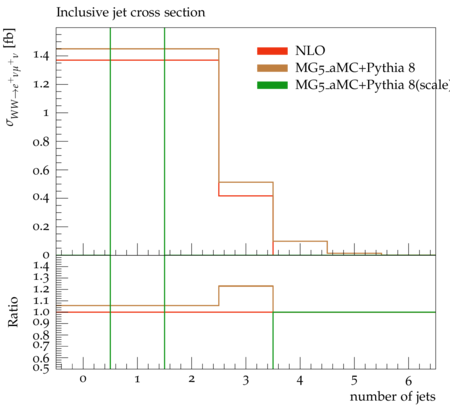 Inclusive jet cross section
σWW→e+νμ+ν [fb]
NLO
MG5_aMC+Pythia 8
MG5_aMC+Pythia 8(scale)
1.4
1.2
1
0.8
0.6
0.4
0.2
0
Ratio
1.4
1.3
1.2
1.1
1.0
0.9
0.8
0.7
0.6
0.5
0 1 2 3 4 5 6
number of jets